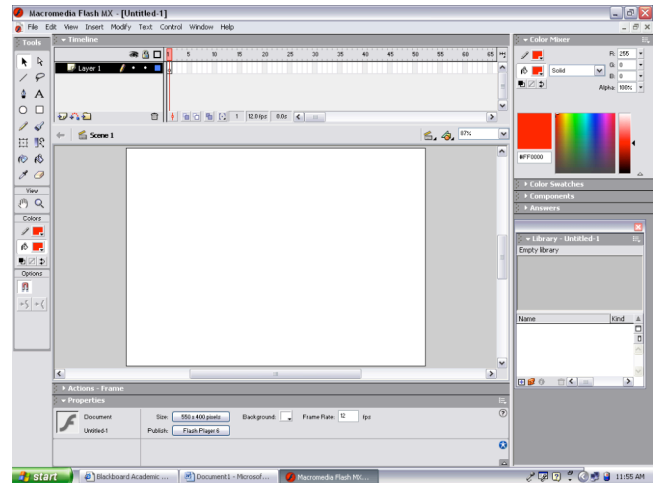 Macromedia Flash MX - [Untitled-1]
File Edit View Insert Modify Text Control Window Help
Tools
Timeline
5 10 15 20 25 30 35 40 45 50 55 60 65
Layer 1
1 12.0 fps 0.0s
Scene 1
87%
View
Colors
Options
Color Mixer
R: 255
Solid
G: 0
B: 0
Alpha: 100%
#FF0000
Color Swatches
Components
Answers
Library - Untitled-1
Empty library
Name Kind
Actions - Frame
Properties
Document
Size: 550 x 400 pixels Background: Frame Rate: 12 fps
Untitled-1
Publish: Flash Player 6
start Blackboard Academic ... Document1 - Microsof... Macromedia Flash MX... 11:55 AM